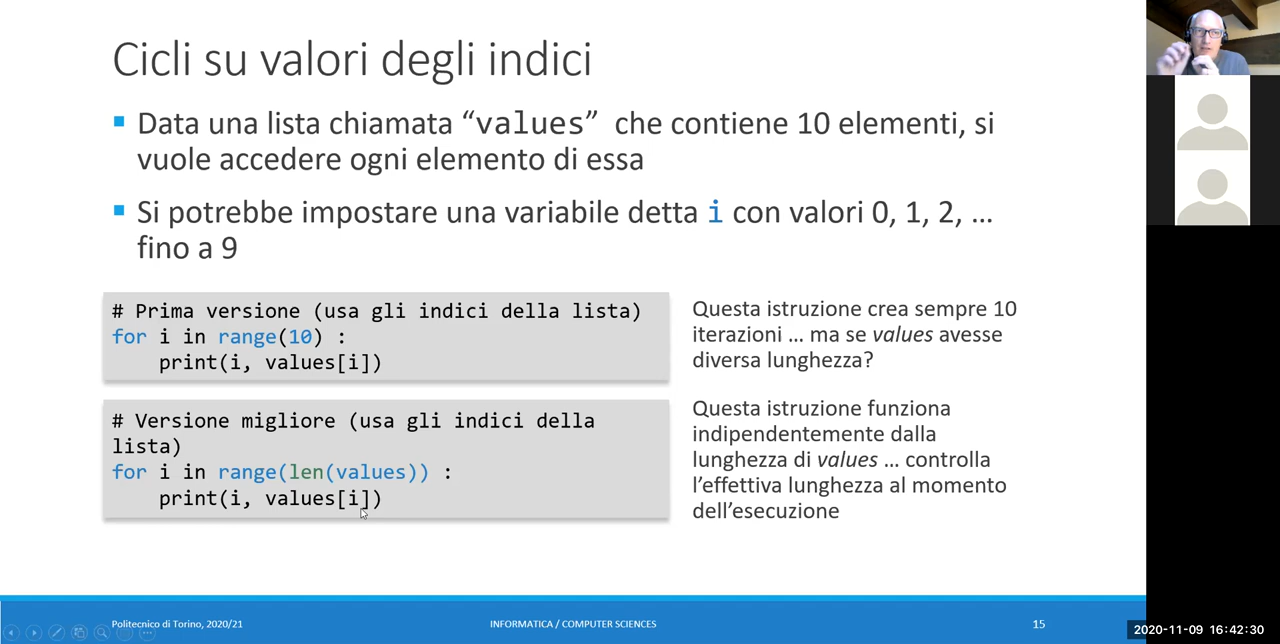 Cicli su valori degli indici
Data una lista chiamata “values” che contiene 10 elementi, si
vuole accedere ogni elemento di essa
Si potrebbe impostare una variabile detta i con valori 0, 1, 2, …
fino a 9
# Prima versione (usa gli indici della lista)
for i in range(10) :
    print(i, values[i])
Questa istruzione crea sempre 10
iterazioni … ma se values avesse
diversa lunghezza?
# Versione migliore (usa gli indici della
lista)
for i in range(len(values)) :
    print(i, values[i])
Questa istruzione funziona
indipendentemente dalla
lunghezza di values … controlla
l’effettiva lunghezza al momento
dell’esecuzione
Politecnico di Torino, 2020/21
INFORMATICA / COMPUTER SCIENCES
15
2020-11-09 16:42:30